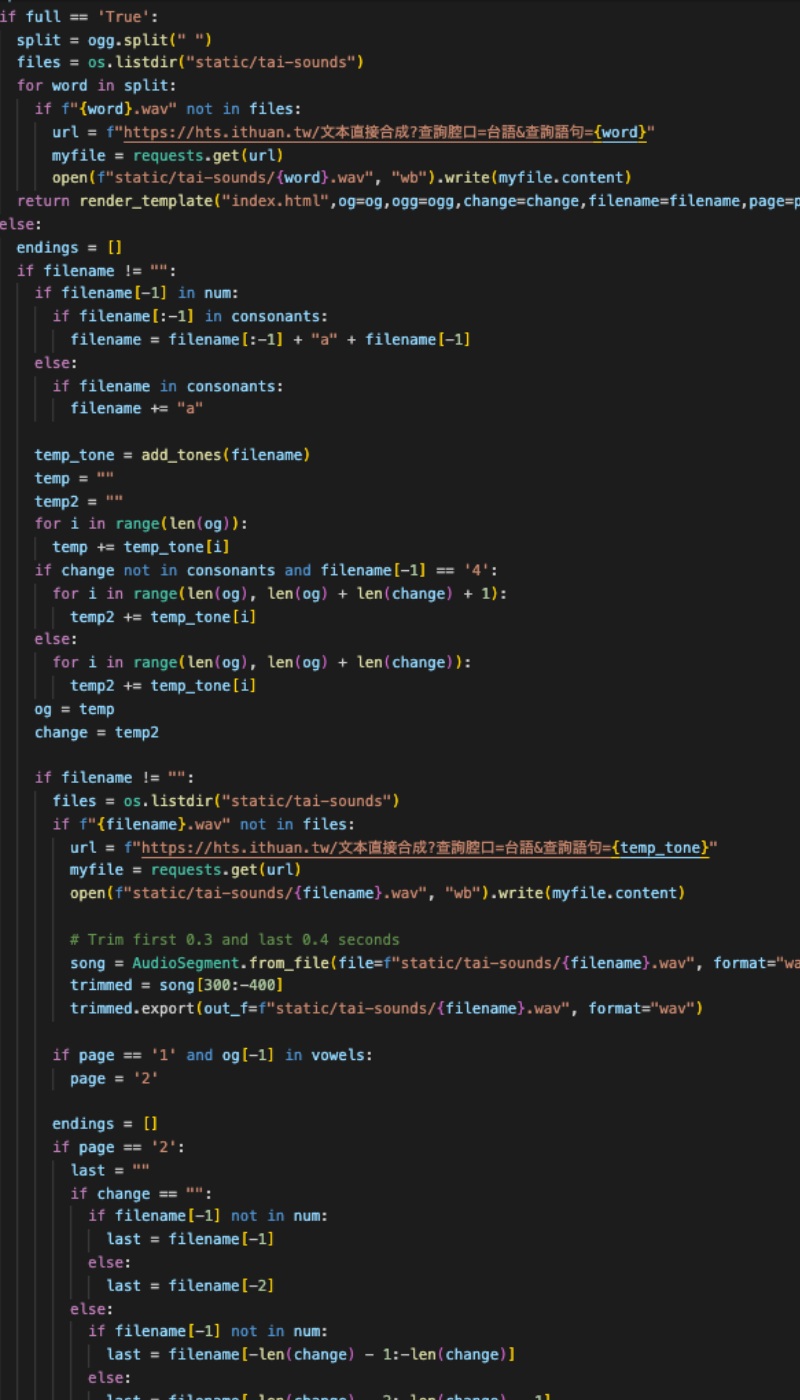 if full == 'True':
split = ogg.split(" ")
files = os.listdir("static/tai-sounds")
for word in split:
if f"{word}.wav" not in files:
url = f"https://hts.ithuan.tw/文本直接合成?查詢腔口=台語&查詢語句={word}"
myfile = requests.get(url)
open(f"static/tai-sounds/{word}.wav", "wb").write(myfile.content)
return render_template("index.html",og=og,ogg=ogg,change=change,filename=filename,page=p
else:
endings = []
if filename != "":
if filename[-1] in num:
if filename[:-1] in consonants:
filename = filename[:-1] + "a" + filename[-1]
else:
if filename in consonants:
filename += "a"
temp_tone = add_tones(filename)
temp = ""
temp2 = ""
for i in range(len(og)):
temp += temp_tone[i]
if change not in consonants and filename[-1] == '4':
for i in range(len(og), len(og) + len(change) + 1):
temp2 += temp_tone[i]
else:
for i in range(len(og), len(og) + len(change)):
temp2 += temp_tone[i]
og = temp
change = temp2
if filename != "":
files = os.listdir("static/tai-sounds")
if f"{filename}.wav" not in files:
url = f"https://hts.ithuan.tw/文本直接合成?查詢腔口=台語&查詢語句={temp_tone}"
myfile = requests.get(url)
open(f"static/tai-sounds/{filename}.wav", "wb").write(myfile.content)
# Trim first 0.3 and last 0.4 seconds
song = AudioSegment.from_file(file=f"static/tai-sounds/{filename}.wav", format="wa
trimmed = song[300:-400]
trimmed.export(out_f=f"static/tai-sounds/{filename}.wav", format="wav")
if page == '1' and og[-1] in vowels:
page = '2'
endings = []
if page == '2':
last = ""
if change == "":
if filename[-1] not in num:
last = filename[-1]
else:
last = filename[-2]
else:
if filename[-1] not in num:
last = filename[-len(change) - 1:-len(change)]
else: